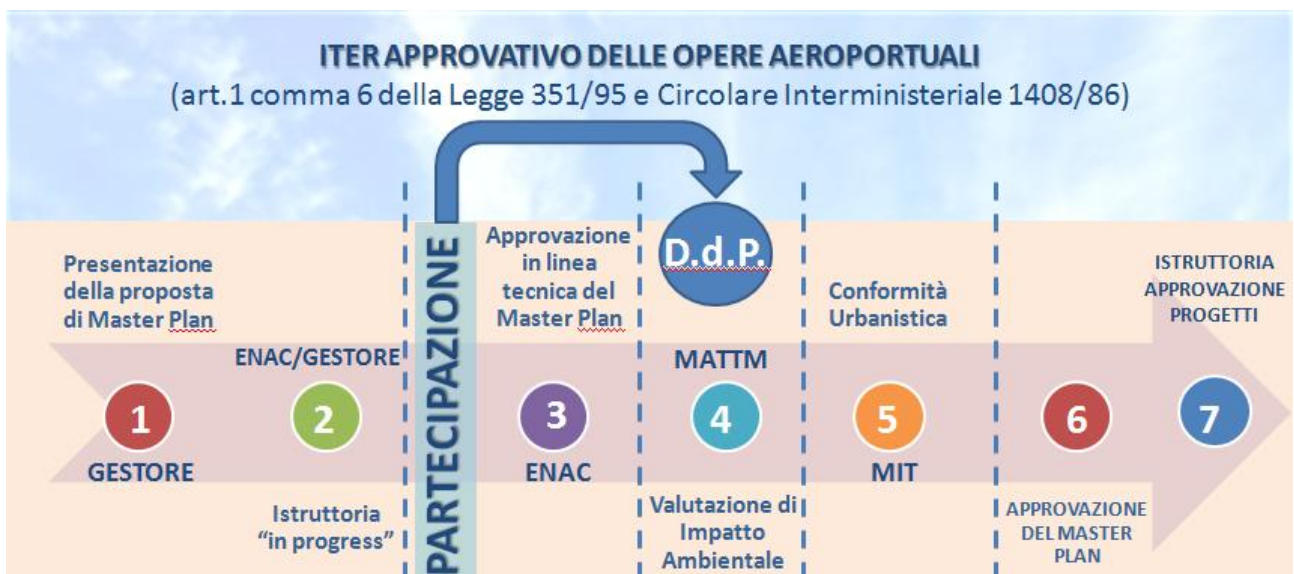 ITER APPROVATIVO DELLE OPERE AEROPORTUALI
(art.1 comma 6 della Legge 351/95 e Circolare Interministeriale 1408/86)
Presentazione
della proposta
di Master Plan
1
GESTORE
ENAC/GESTORE
2
Istruttoria
“in progress”
PARTECIPAZIONE
Approvazione
in linea
tecnica del
Master Plan
3
ENAC
D.d.P.
MATTM
4
Valutazione di
Impatto
Ambientale
Conformità
Urbanistica
5
MIT
6
APPROVAZIONE
DEL MASTER
PLAN
ISTRUTTORIA
APPROVAZIONE
PROGETTI
7